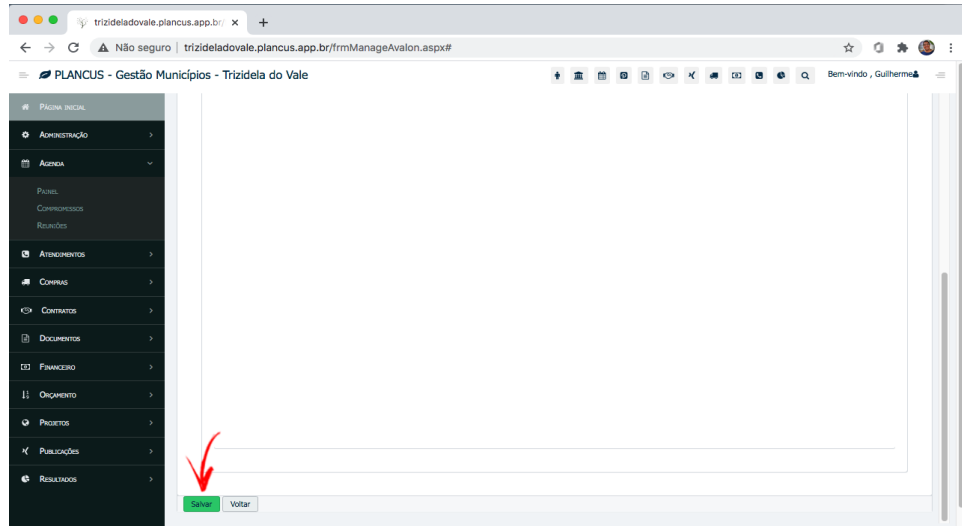 trizideladovale.plancus.app.br/
Não seguro | trizideladovale.plancus.app.br/frmManageAvalon.aspx#
PLANCUS - Gestão Municípios - Trizidela do Vale
Bem-vindo , Guilherme
Página inicial
Administração
Agenda
Painel
Compromissos
Reuniões
Atendimentos
Compras
Contratos
Documentos
Financeiro
Orçamento
Projetos
Publicações
Resultados
Salvar Voltar